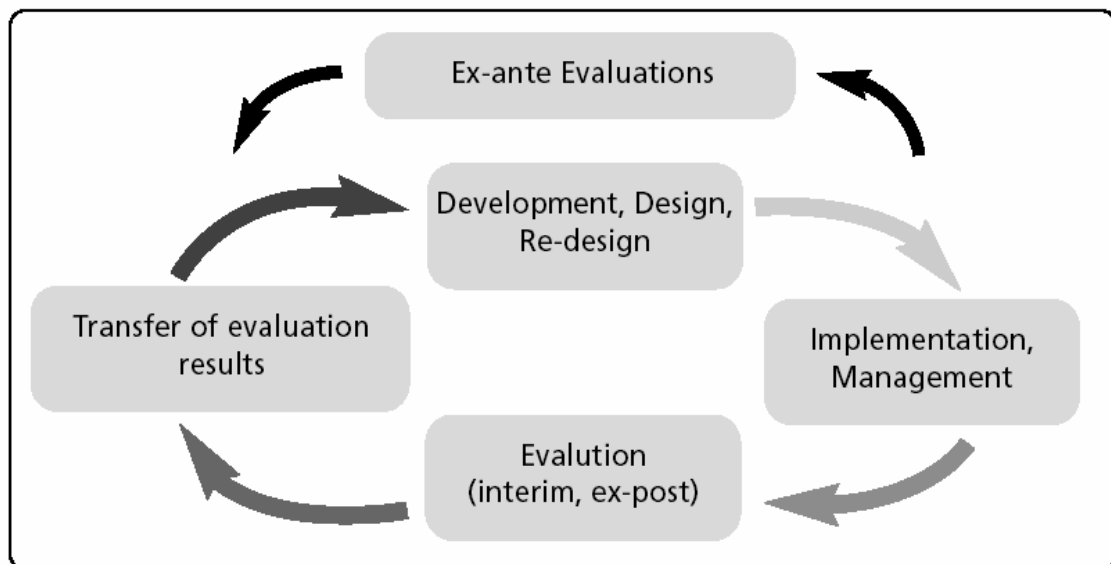 Ex-ante Evaluations
Development, Design,
Re-design
Transfer of evaluation
results
Implementation,
Management
Evalution
(interim, ex-post)